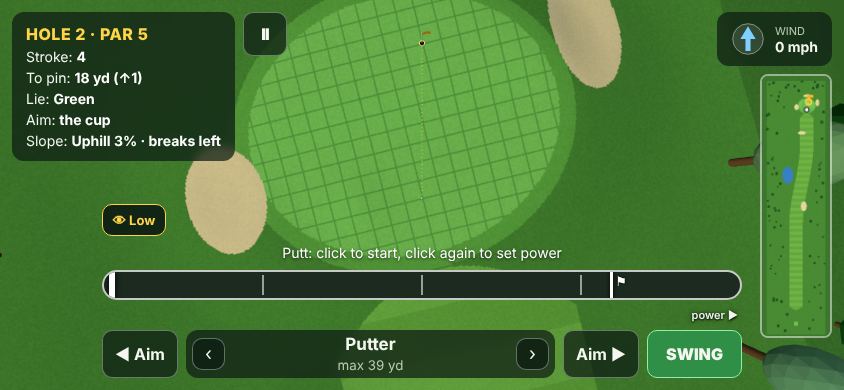 HOLE 2 · PAR 5
Stroke: 4
To pin: 18 yd (↑1)
Lie: Green
Aim: the cup
Slope: Uphill 3% · breaks left
WIND
0 mph
Low
Putt: click to start, click again to set power
power ▶
◀ Aim
‹
Putter
max 39 yd
›
Aim ▶
SWING